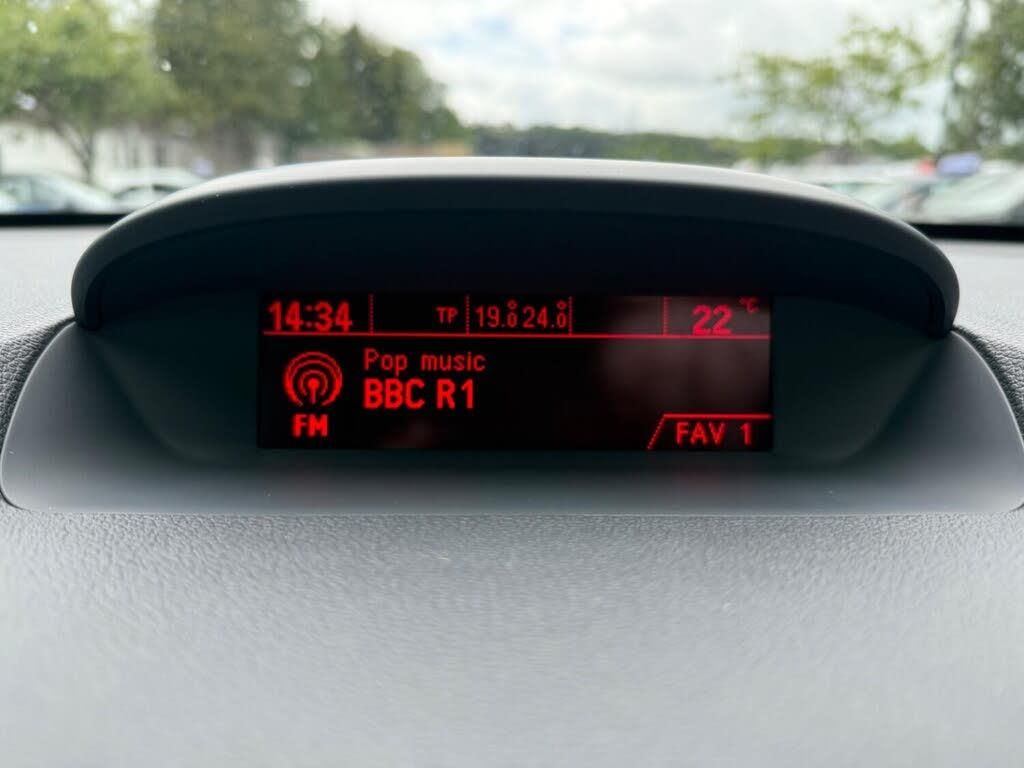 14:34 TP 19.0° 24.0° 22 °C
Pop music
BBC R1
FM
FAV 1